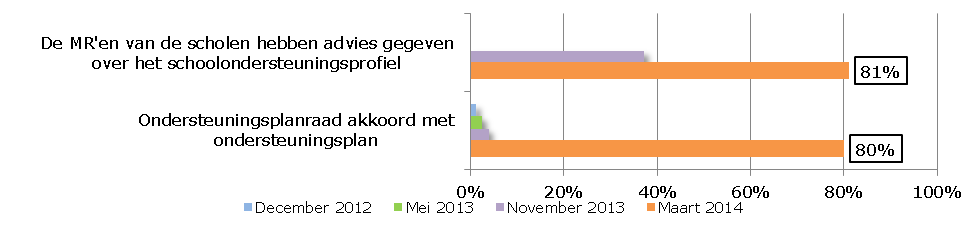 De MR'en van de scholen hebben advies gegeven
over het schoolondersteuningsprofiel
81%
Ondersteuningsplanraad akkoord met
ondersteuningsplan
80%
0% 20% 40% 60% 80% 100%
December 2012 Mei 2013 November 2013 Maart 2014